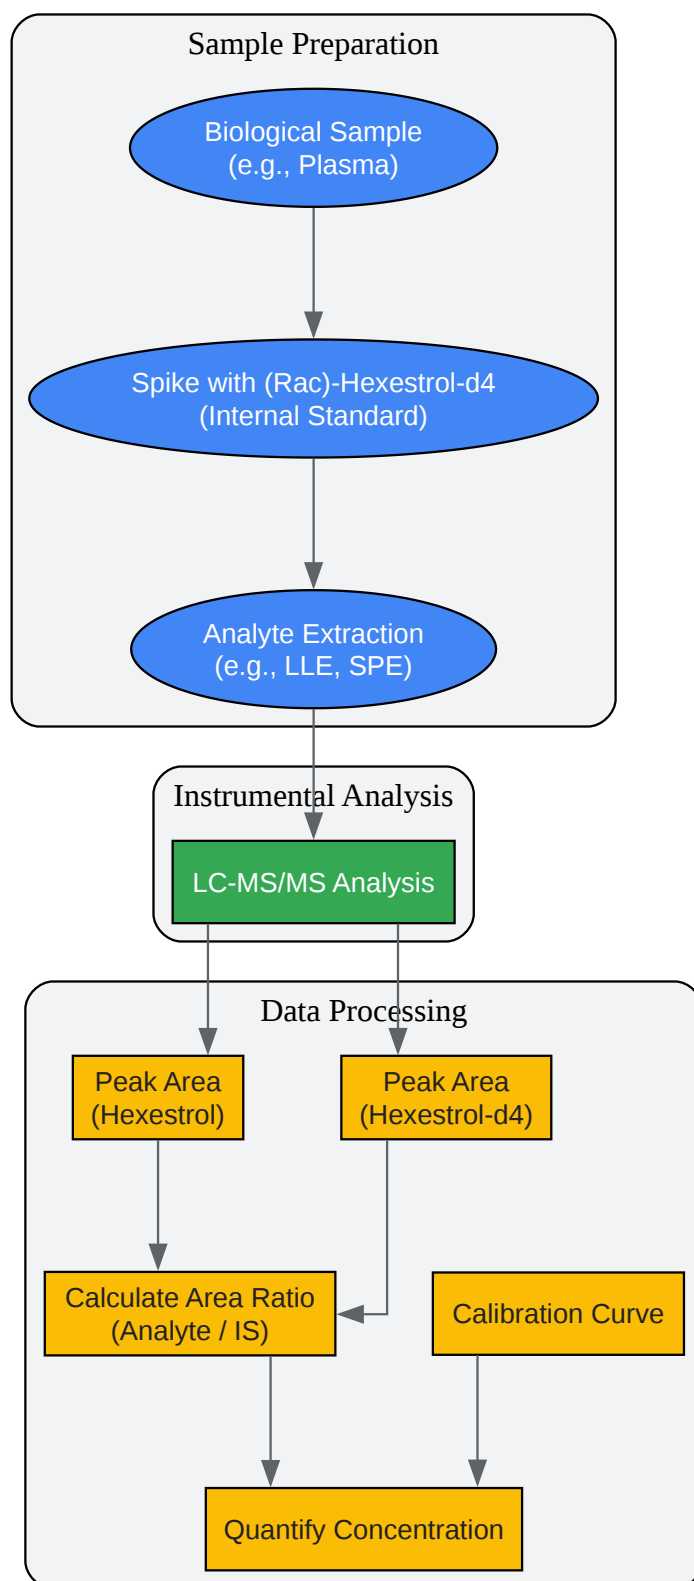 Sample Preparation
Biological Sample
(e.g., Plasma)
Spike with (Rac)-Hexestrol-d4
(Internal Standard)
Analyte Extraction
(e.g., LLE, SPE)
Instrumental Analysis
LC-MS/MS Analysis
Data Processing
Peak Area
(Hexestrol)
Peak Area
(Hexestrol-d4)
Calculate Area Ratio
(Analyte / IS)
Calibration Curve
Quantify Concentration